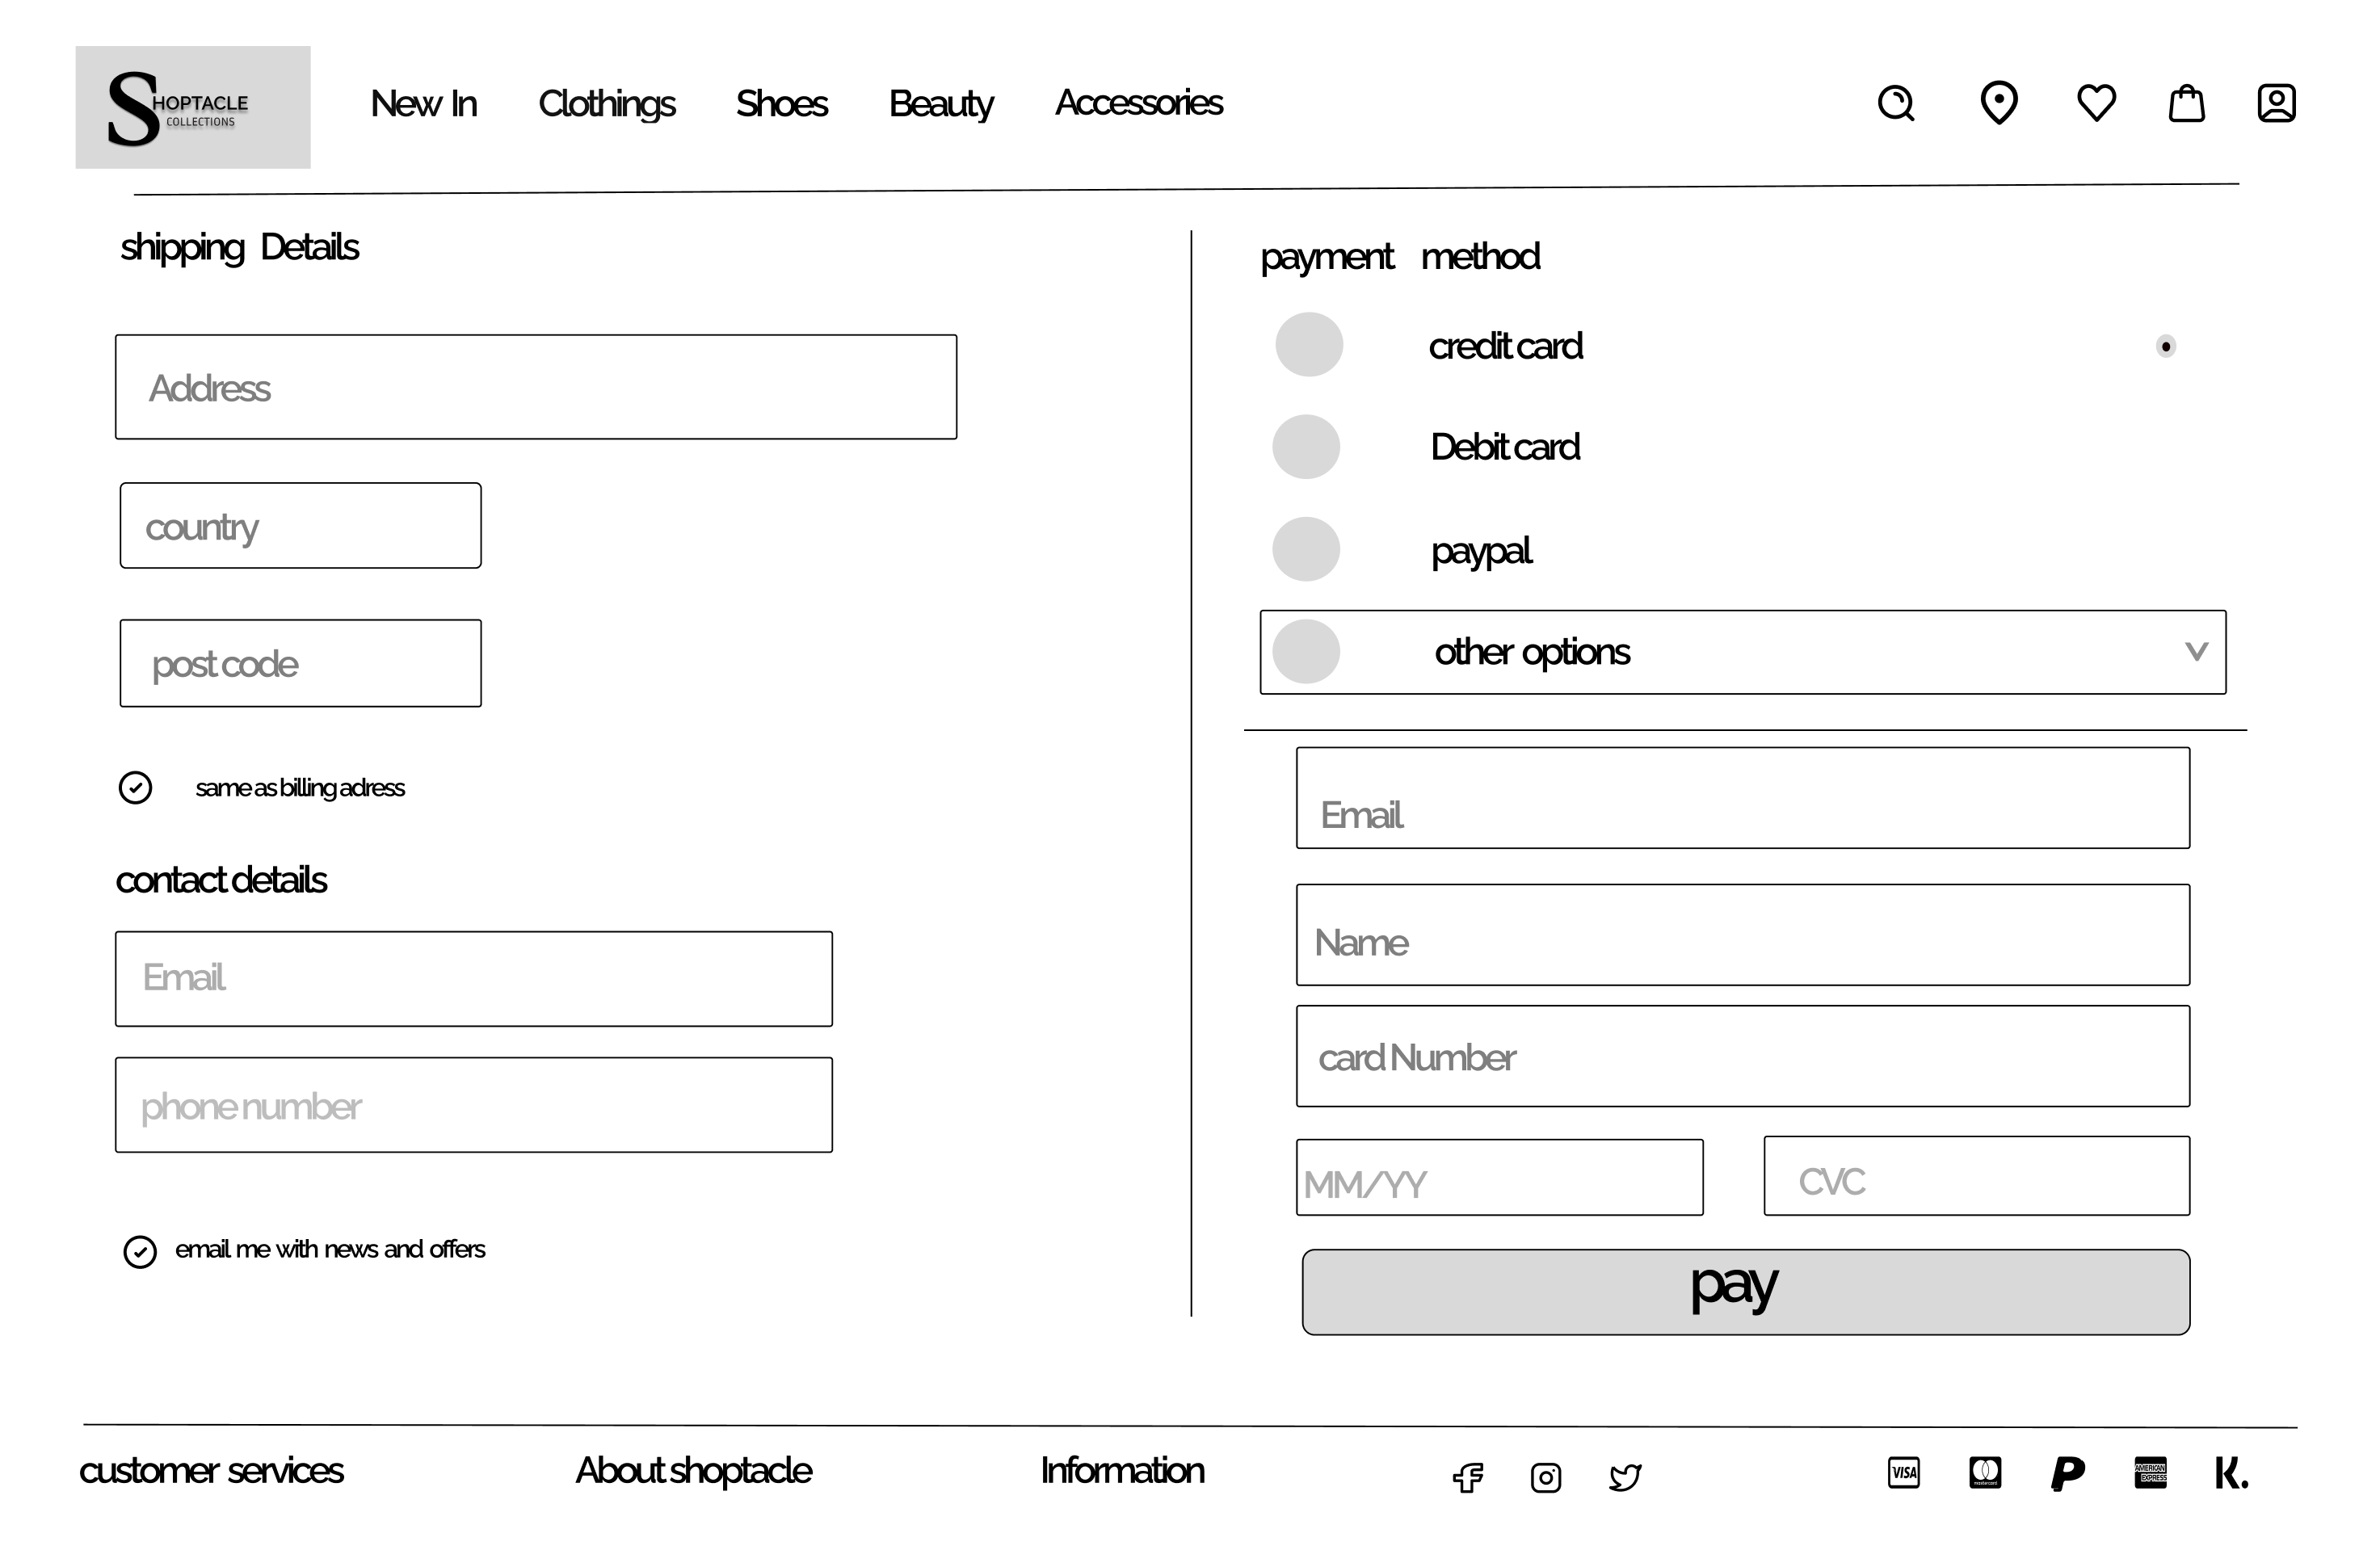 SHOPTACLE
COLLECTIONS
New In Clothings Shoes Beauty Accessories
shipping Details
Address
country
post code
same as billing adress
contact details
Email
phone number
email me with news and offers
payment method
credit card
Debit card
paypal
other options
Email
Name
card Number
MM/YY CVC
pay
customer services About shoptacle Information
VISA mastercard P AMERICAN EXPRESS K.